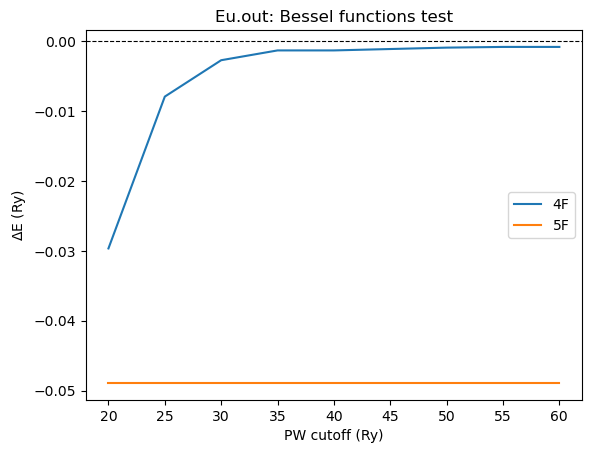 Eu.out: Bessel functions test
ΔE (Ry)
0.00
−0.01
−0.02
−0.03
−0.04
−0.05
4F
5F
20 25 30 35 40 45 50 55 60
PW cutoff (Ry)